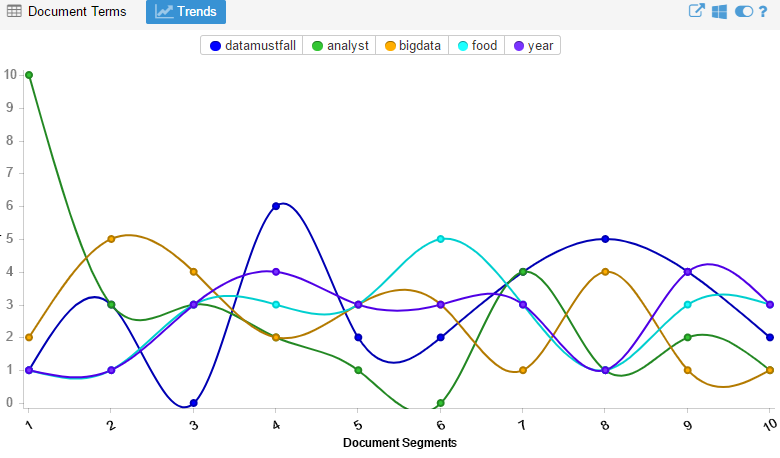 Document Terms Trends ?
datamustfall analyst bigdata food year
10
9
8
7
6
5
4
3
2
1
0
1 2 3 4 5 6 7 8 9 10
Document Segments